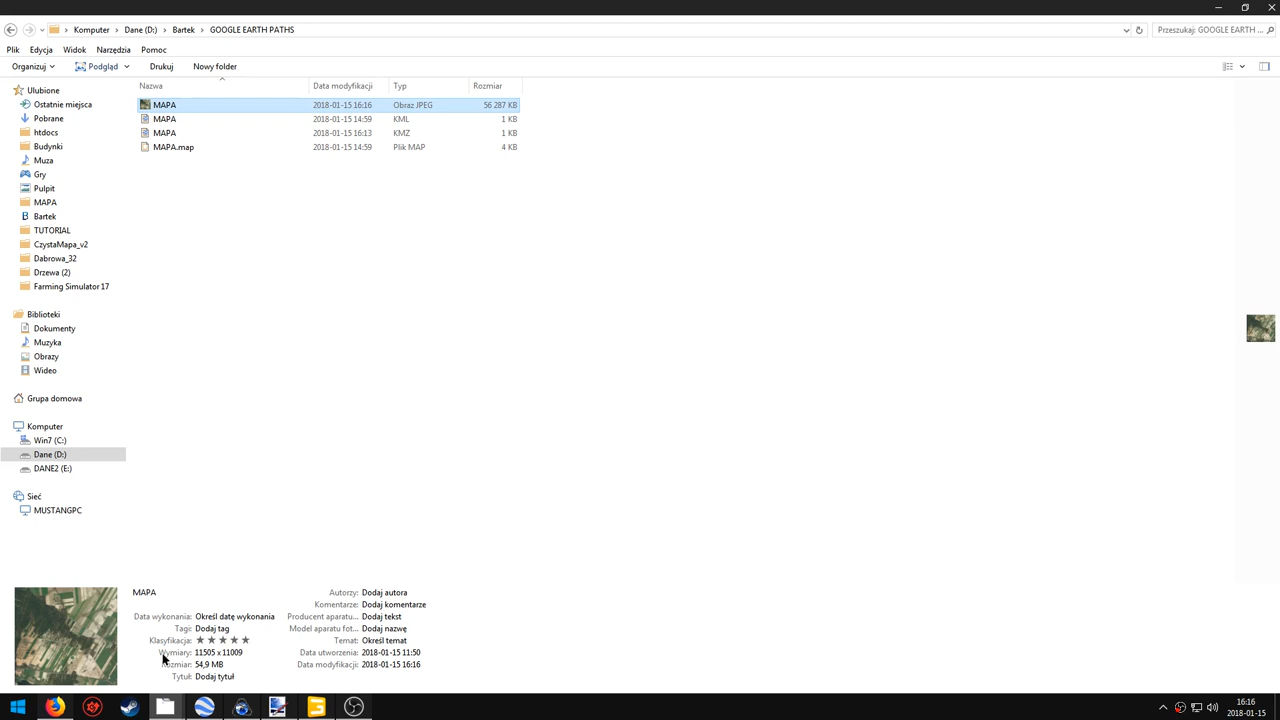 Komputer Dane (D:) Bartek GOOGLE EARTH PATHS
Przeszukaj: GOOGLE EARTH ...
Plik Edycja Widok Narzędzia Pomoc
Organizuj Podgląd Drukuj Nowy folder
Nazwa Data modyfikacji Typ Rozmiar
MAPA 2018-01-15 16:16 Obraz JPEG 56 287 KB
MAPA 2018-01-15 14:59 KML 1 KB
MAPA 2018-01-15 16:13 KMZ 1 KB
MAPA.map 2018-01-15 14:59 Plik MAP 4 KB
Ulubione
Ostatnie miejsca
Pobrane
htdocs
Budynki
Muza
Gry
Pulpit
MAPA
Bartek
TUTORIAL
CzystaMapa_v2
Dabrowa_32
Drzewa (2)
Farming Simulator 17
Biblioteki
Dokumenty
Muzyka
Obrazy
Wideo
Grupa domowa
Komputer
Win7 (C:)
Dane (D:)
DANE2 (E:)
Sieć
MUSTANGPC
MAPA
Data wykonania: Określ datę wykonania
Tagi: Dodaj tag
Klasyfikacja:
Wymiary: 11505 x 11009
Rozmiar: 54,9 MB
Tytuł: Dodaj tytuł
Autorzy: Dodaj autora
Komentarze: Dodaj komentarze
Producent aparatu... Dodaj tekst
Model aparatu fot... Dodaj nazwę
Temat: Określ temat
Data utworzenia: 2018-01-15 11:50
Data modyfikacji: 2018-01-15 16:16
16:16
2018-01-15